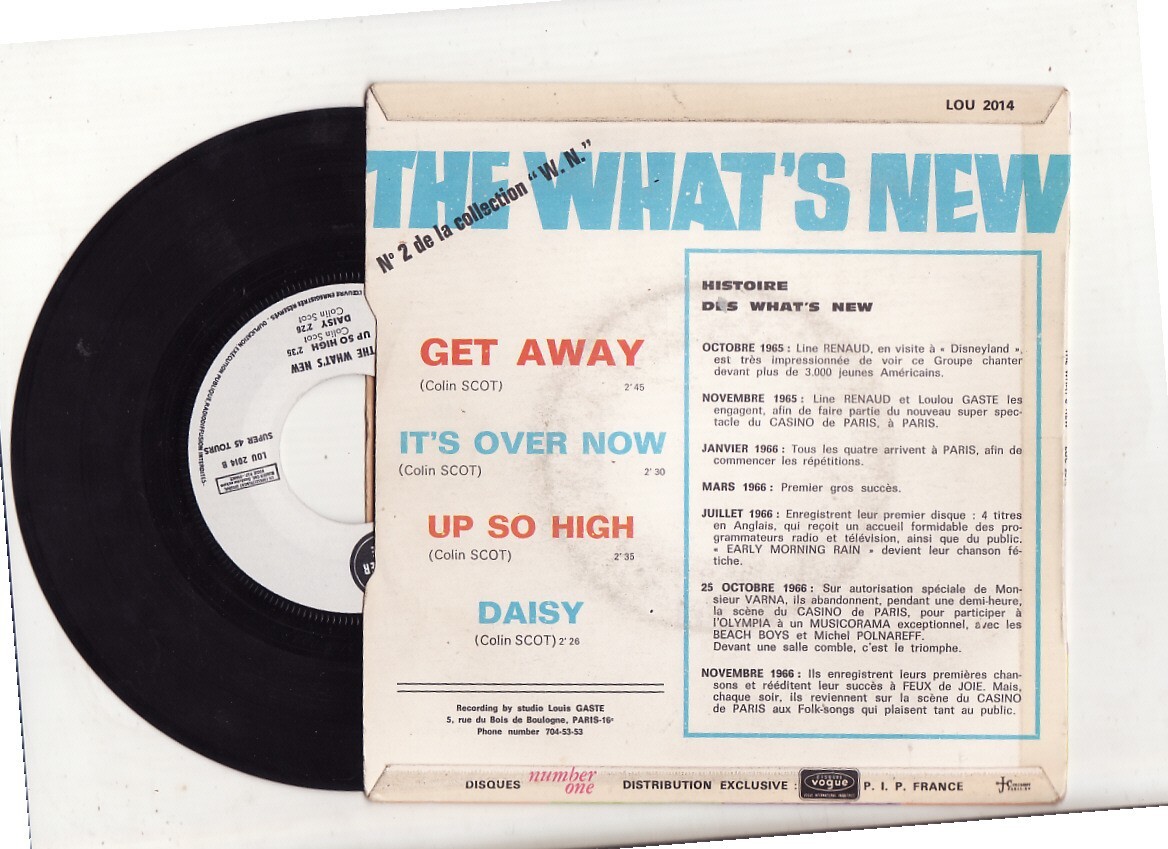 LOU 2014
THE WHAT'S NEW
N° 2 de la collection "W. N."
GET AWAY
(Colin SCOT) 2'45
IT'S OVER NOW
(Colin SCOT) 2'30
UP SO HIGH
(Colin SCOT) 2'35
DAISY
(Colin SCOT) 2'26
Recording by studio Louis GASTE
5, rue du Bois de Boulogne, PARIS-16e
Phone number 704-53-53
HISTOIRE
DES WHAT'S NEW
OCTOBRE 1965 : Line RENAUD, en visite à « Disneyland »,
est très impressionnée de voir ce Groupe chanter
devant plus de 3.000 jeunes Américains.
NOVEMBRE 1965 : Line RENAUD et Loulou GASTE les
engagent, afin de faire partie du nouveau super spec-
tacle du CASINO de PARIS, à PARIS.
JANVIER 1966 : Tous les quatre arrivent à PARIS, afin de
commencer les répétitions.
MARS 1966 : Premier gros succès.
JUILLET 1966 : Enregistrent leur premier disque : 4 titres
en Anglais, qui reçoit un accueil formidable des pro-
grammateurs radio et télévision, ainsi que du public.
« EARLY MORNING RAIN » devient leur chanson fé-
tiche.
25 OCTOBRE 1966 : Sur autorisation spéciale de Mon-
sieur VARNA, ils abandonnent, pendant une demi-heure,
la scène du CASINO de PARIS, pour participer à
l'OLYMPIA à un MUSICORAMA exceptionnel, avec les
BEACH BOYS et Michel POLNAREFF.
Devant une salle comble, c'est le triomphe.
NOVEMBRE 1966 : Ils enregistrent leurs premières chan-
sons et rééditent leur succès à FEUX de JOIE. Mais,
chaque soir, ils reviennent sur la scène du CASINO
de PARIS aux Folk-songs qui plaisent tant au public.
DISQUES number one DISTRIBUTION EXCLUSIVE : DISQUES vogue P. I. P. FRANCE
THE WHAT'S NEW
UP SO HIGH 2'35
Colin Scot
DAISY 2'26
Colin Scot
SUPER 45 TOURS
LOU 2014 B
L'ŒUVRE ENREGISTRÉE RÉSERVÉS - DUPLICATION EXÉCUTION PUBLIQUE, RADIODIFFUSION INTERDITES